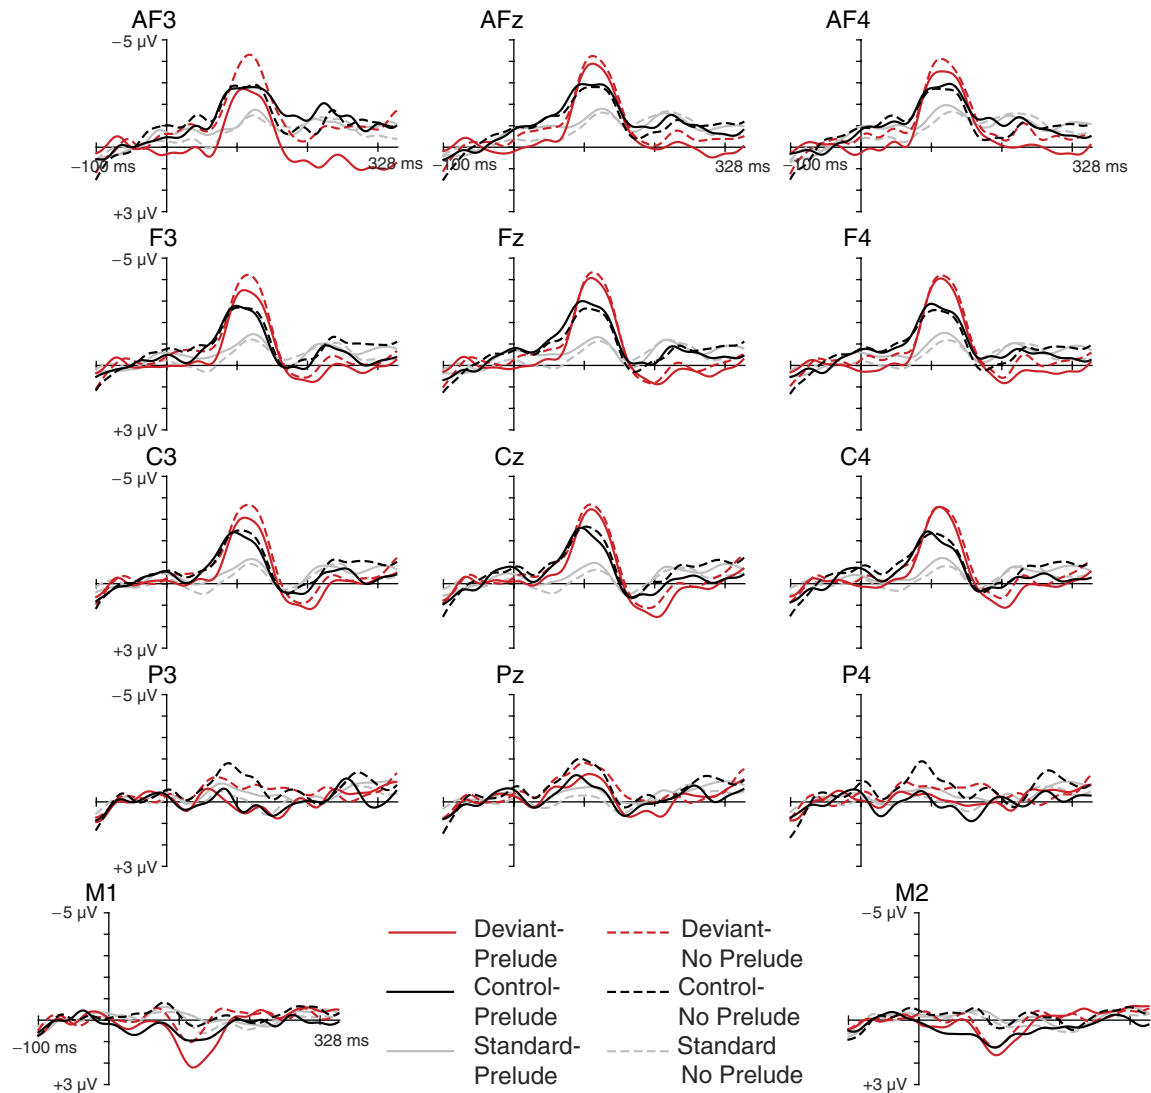 AF3 AFz AF4
−5 µV
−100 ms 328 ms −100 ms 328 ms −100 ms 328 ms
+3 µV
F3 Fz F4
−5 µV
+3 µV
C3 Cz C4
−5 µV
+3 µV
P3 Pz P4
−5 µV
+3 µV
M1 M2
−5 µV −5 µV
Deviant- Deviant-
Prelude No Prelude
Control- Control-
Prelude No Prelude
−100 ms 328 ms
Standard- Standard
Prelude No Prelude
+3 µV +3 µV